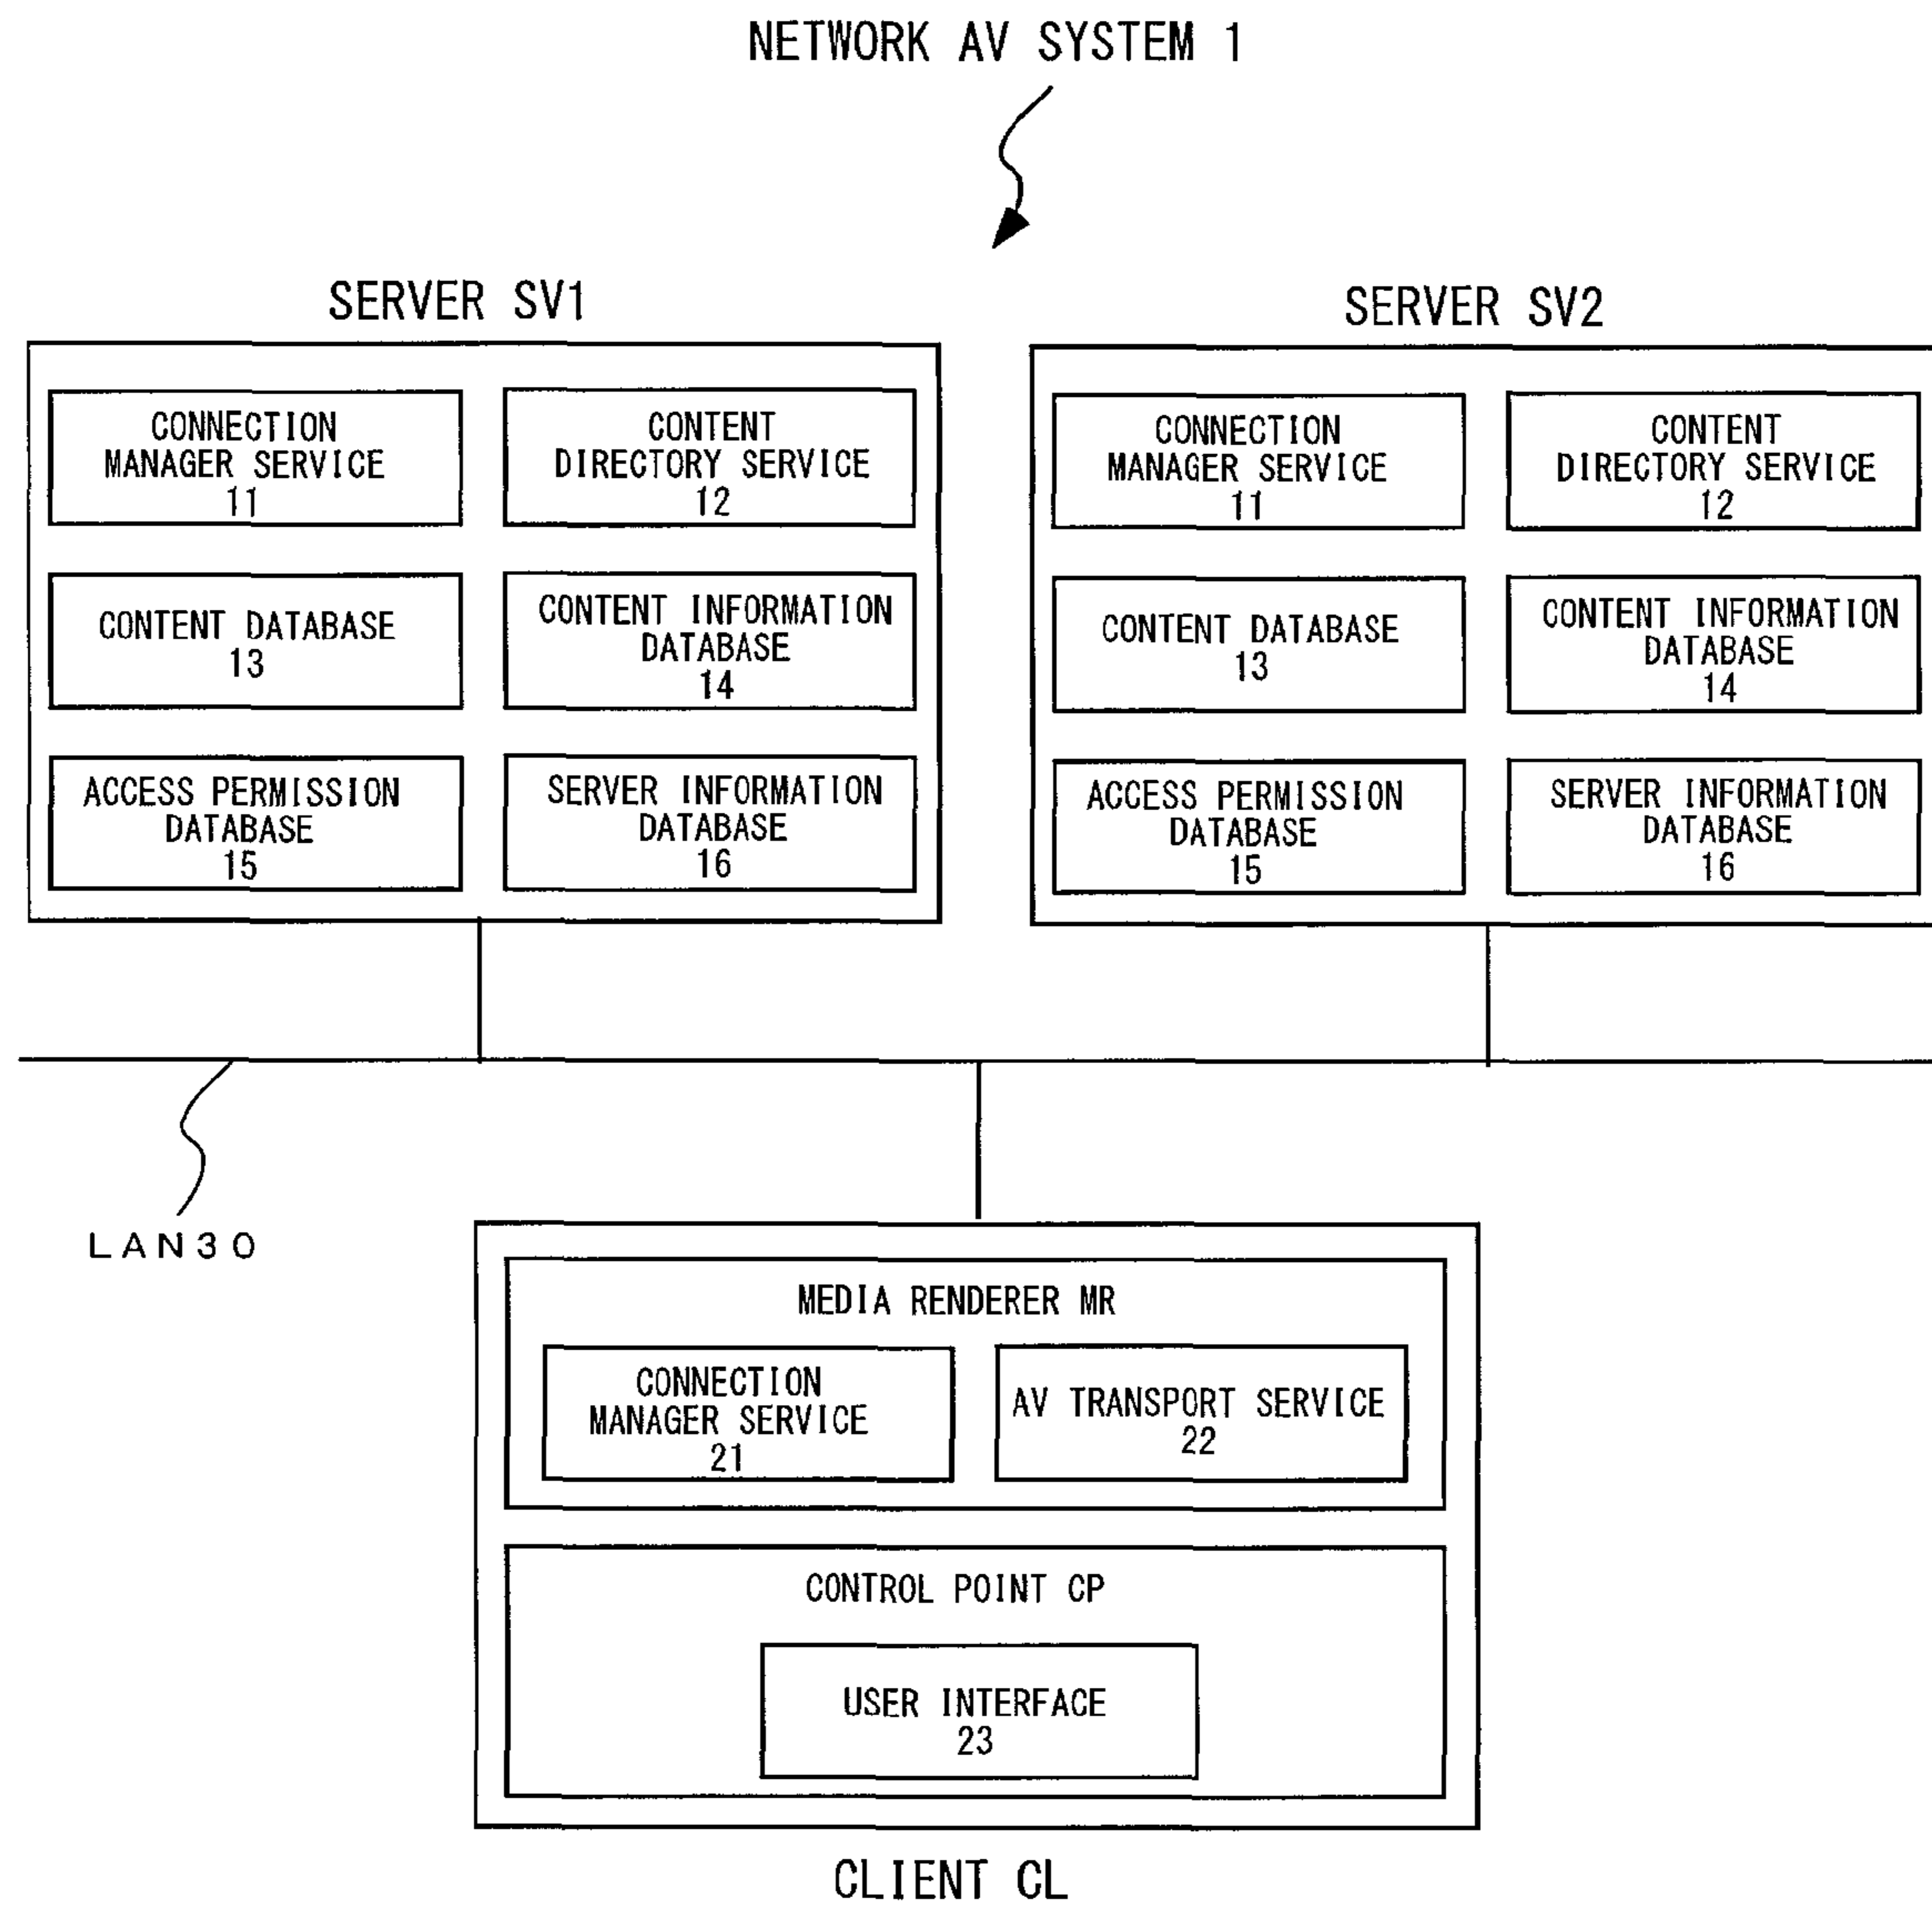 NETWORK AV SYSTEM 1
SERVER SV1
CONNECTION
MANAGER SERVICE
11
CONTENT
DIRECTORY SERVICE
12
CONTENT DATABASE
13
CONTENT INFORMATION
DATABASE
14
ACCESS PERMISSION
DATABASE
15
SERVER INFORMATION
DATABASE
16
SERVER SV2
CONNECTION
MANAGER SERVICE
11
CONTENT
DIRECTORY SERVICE
12
CONTENT DATABASE
13
CONTENT INFORMATION
DATABASE
14
ACCESS PERMISSION
DATABASE
15
SERVER INFORMATION
DATABASE
16
LAN30
MEDIA RENDERER MR
CONNECTION
MANAGER SERVICE
21
AV TRANSPORT SERVICE
22
CONTROL POINT CP
USER INTERFACE
23
CLIENT CL